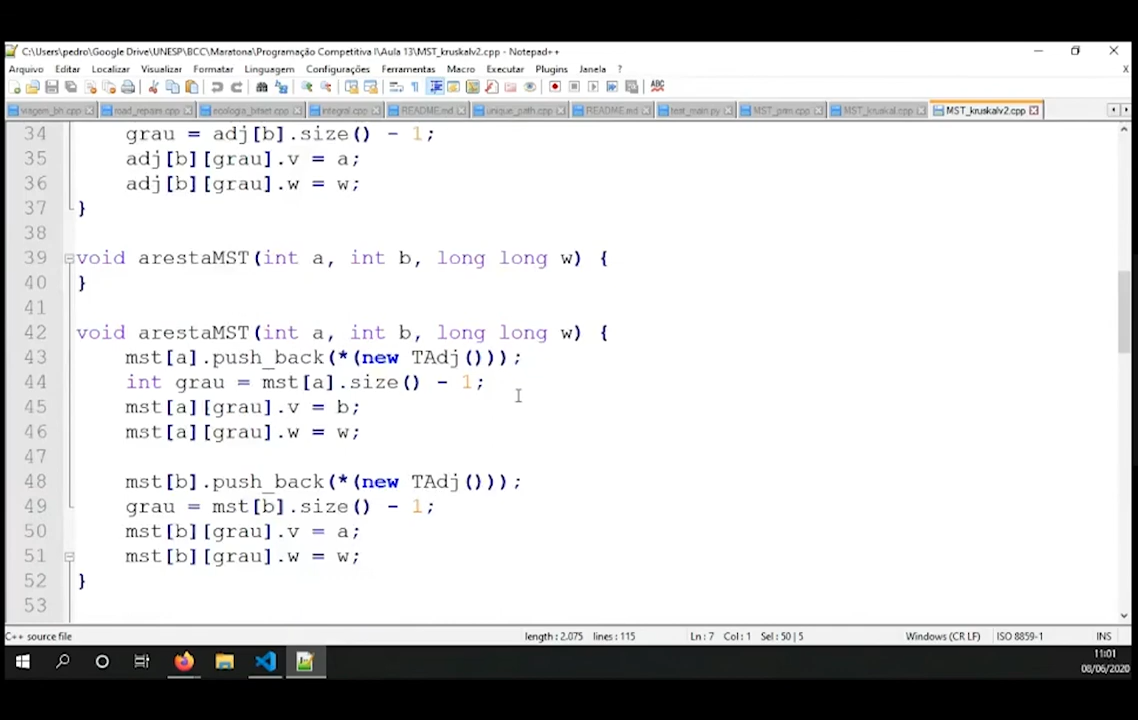 C:\Users\pedro\Google Drive\UNESP\BCC\Maratona\Programação Competitiva I\Aula 13\MST_kruskalv2.cpp - Notepad++
Arquivo Editar Localizar Visualizar Formatar Linguagem Configurações Ferramentas Macro Executar Plugins Janela ? X
viagem_bh.cpp road_repair.cpp ecologia_bitset.cpp integral.cpp README.md unique_path.cpp README.md test_main.py MST_prim.cpp MST_kruskal.cpp MST_kruskalv2.cpp
34 grau = adj[b].size() - 1;
35 adj[b][grau].v = a;
36 adj[b][grau].w = w;
37 }
38
39 void arestaMST(int a, int b, long long w) {
40 }
41
42 void arestaMST(int a, int b, long long w) {
43 mst[a].push_back(*(new TAdj()));
44 int grau = mst[a].size() - 1;
45 mst[a][grau].v = b;
46 mst[a][grau].w = w;
47
48 mst[b].push_back(*(new TAdj()));
49 grau = mst[b].size() - 1;
50 mst[b][grau].v = a;
51 mst[b][grau].w = w;
52 }
53
C++ source file length : 2.075 lines : 115 Ln : 7 Col : 1 Sel : 50 | 5 Windows (CR LF) ISO 8859-1 INS
11:01
08/06/2020